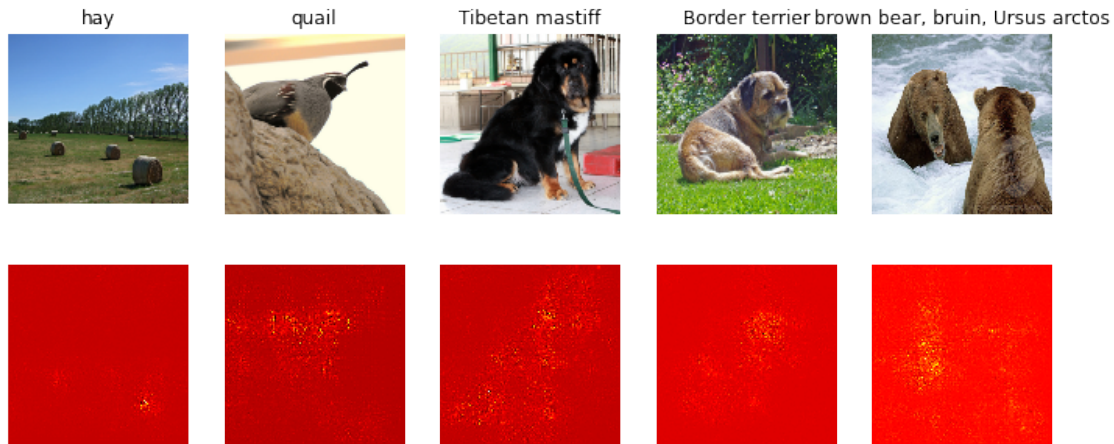 hay
quail
Tibetan mastiff
Border terrier
brown bear, bruin, Ursus arctos